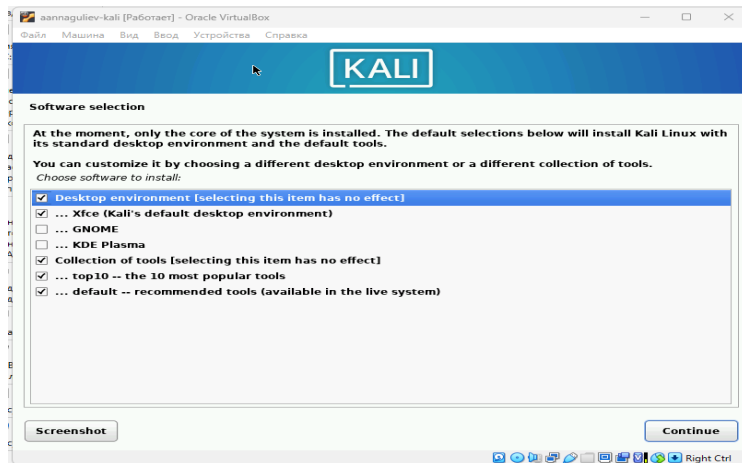 aannaguliev-kali [Работает] - Oracle VirtualBox
Файл Машина Вид Ввод Устройства Справка
KALI
Software selection
At the moment, only the core of the system is installed. The default selections below will install Kali Linux with
its standard desktop environment and the default tools.
You can customize it by choosing a different desktop environment or a different collection of tools.
Choose software to install:
Desktop environment [selecting this item has no effect]
... Xfce (Kali's default desktop environment)
... GNOME
... KDE Plasma
Collection of tools [selecting this item has no effect]
... top10 -- the 10 most popular tools
... default -- recommended tools (available in the live system)
Screenshot Continue
Right Ctrl